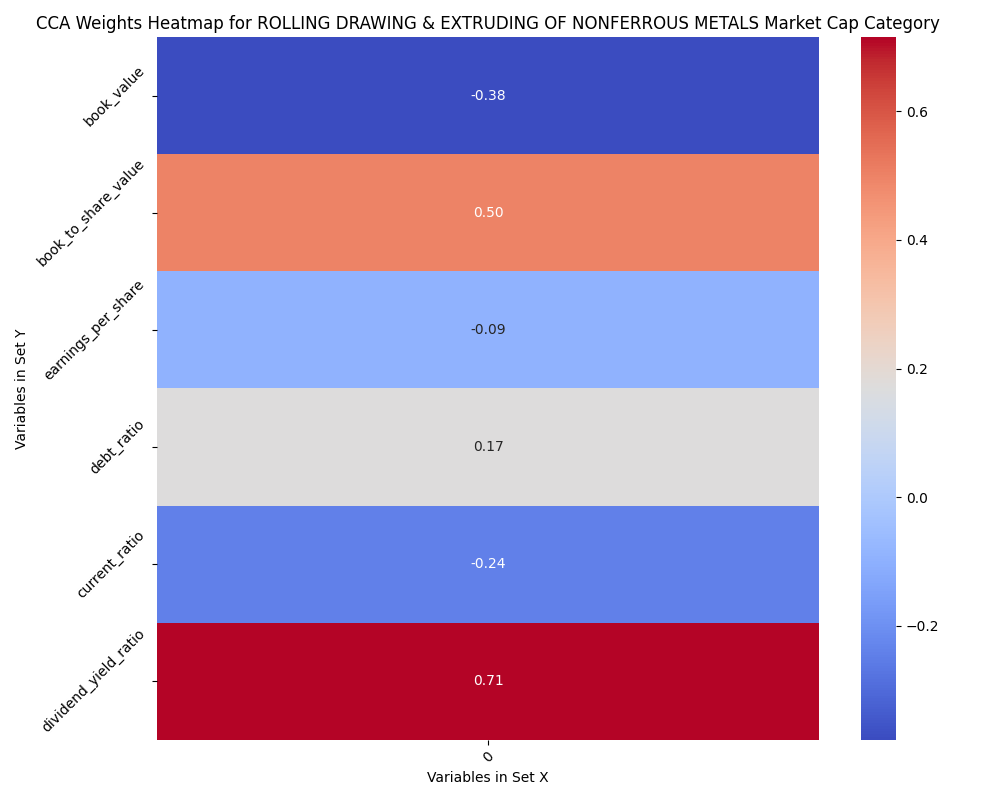 CCA Weights Heatmap for ROLLING DRAWING & EXTRUDING OF NONFERROUS METALS Market Cap Category
Variables in Set Y
book_value
-0.38
book_to_share_value
0.50
earnings_per_share
-0.09
debt_ratio
0.17
current_ratio
-0.24
dividend_yield_ratio
0.71
0
Variables in Set X
0.6
0.4
0.2
0.0
−0.2